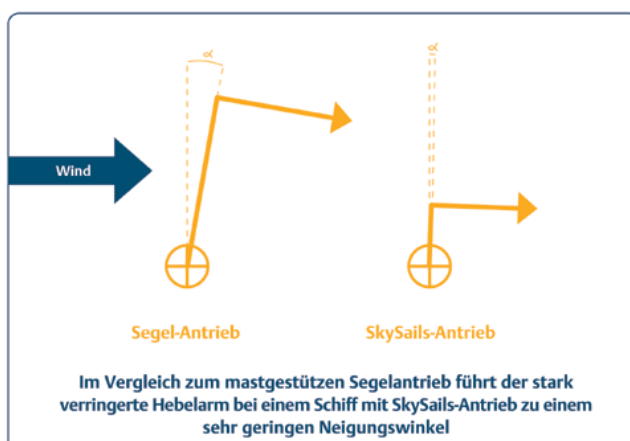 α
α
Wind
Segel-Antrieb
SkySails-Antrieb
Im Vergleich zum mastgestützen Segelantrieb führt der stark
verringerte Hebelarm bei einem Schiff mit SkySails-Antrieb zu einem
sehr geringen Neigungswinkel